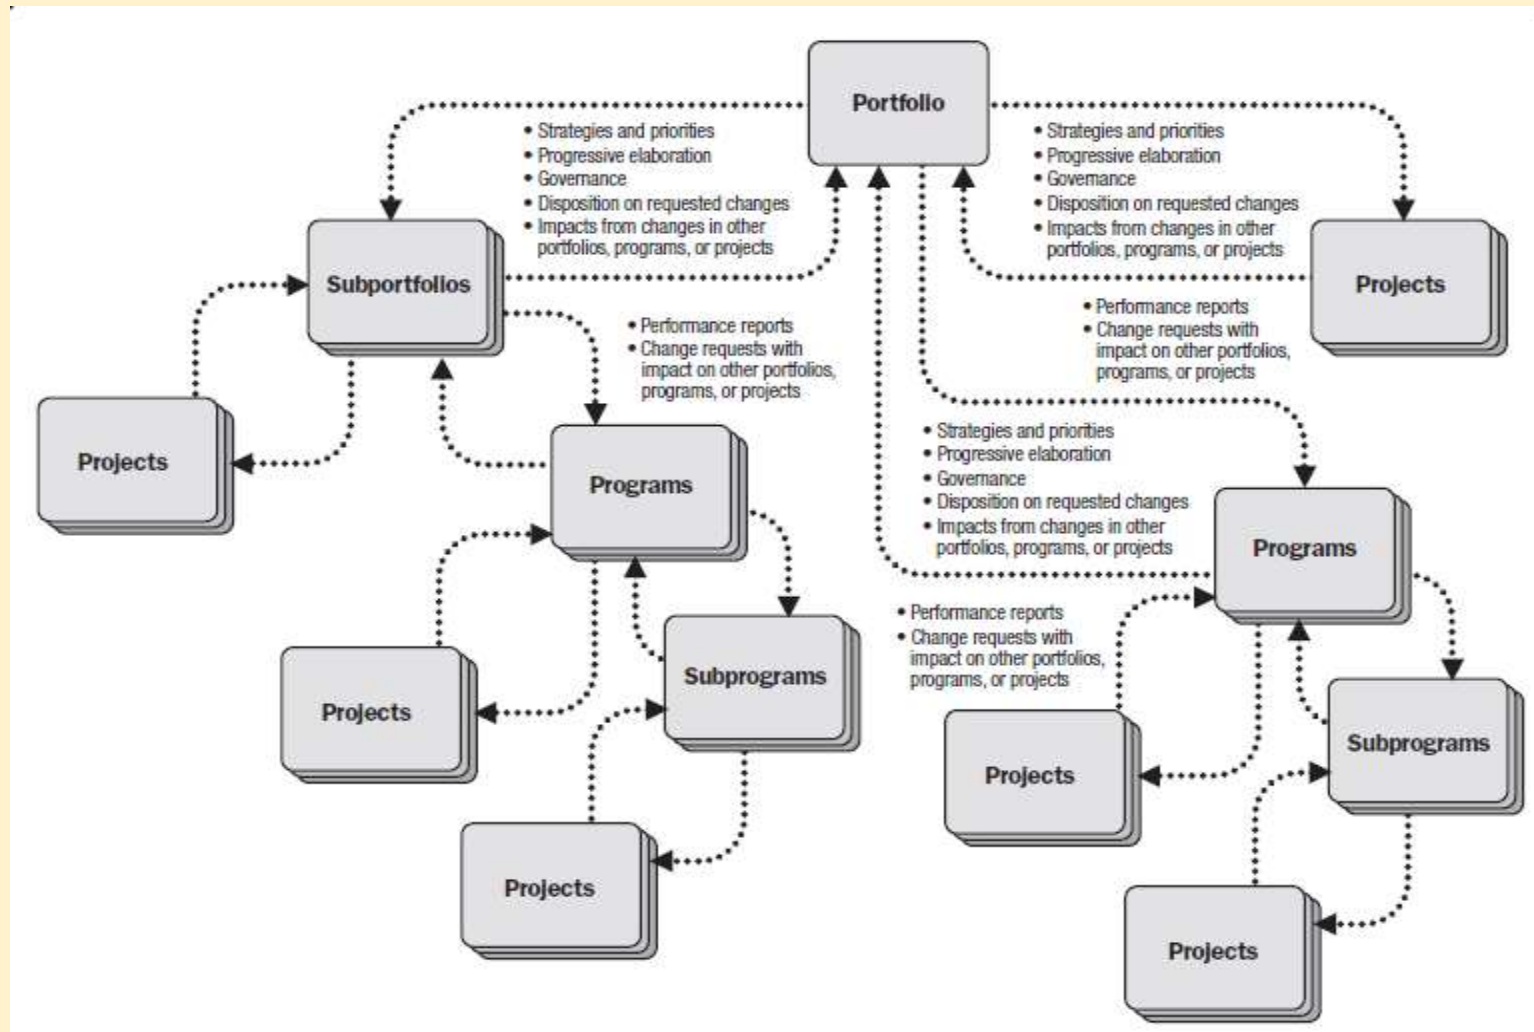 Portfolio
• Strategies and priorities
• Progressive elaboration
• Governance
• Disposition on requested changes
• Impacts from changes in other
portfolios, programs, or projects
• Strategies and priorities
• Progressive elaboration
• Governance
• Disposition on requested changes
• Impacts from changes in other
portfolios, programs, or projects
Subportfolios
Projects
• Performance reports
• Change requests with
impact on other portfolios,
programs, or projects
• Performance reports
• Change requests with
impact on other portfolios,
programs, or projects
Projects
Programs
• Strategies and priorities
• Progressive elaboration
• Governance
• Disposition on requested changes
• Impacts from changes in other
portfolios, programs, or projects
Programs
• Performance reports
• Change requests with
impact on other portfolios,
programs, or projects
Projects
Subprograms
Projects
Subprograms
Projects
Projects